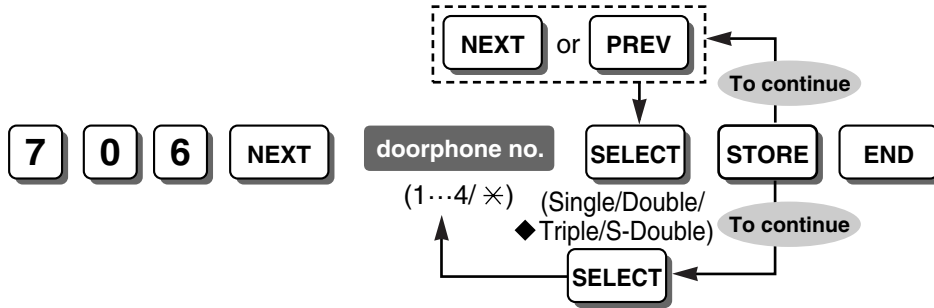 NEXT or PREV
To continue
7 0 6 NEXT doorphone no. SELECT STORE END
(1···4/ ✳) (Single/Double/
◆Triple/S-Double) To continue
SELECT